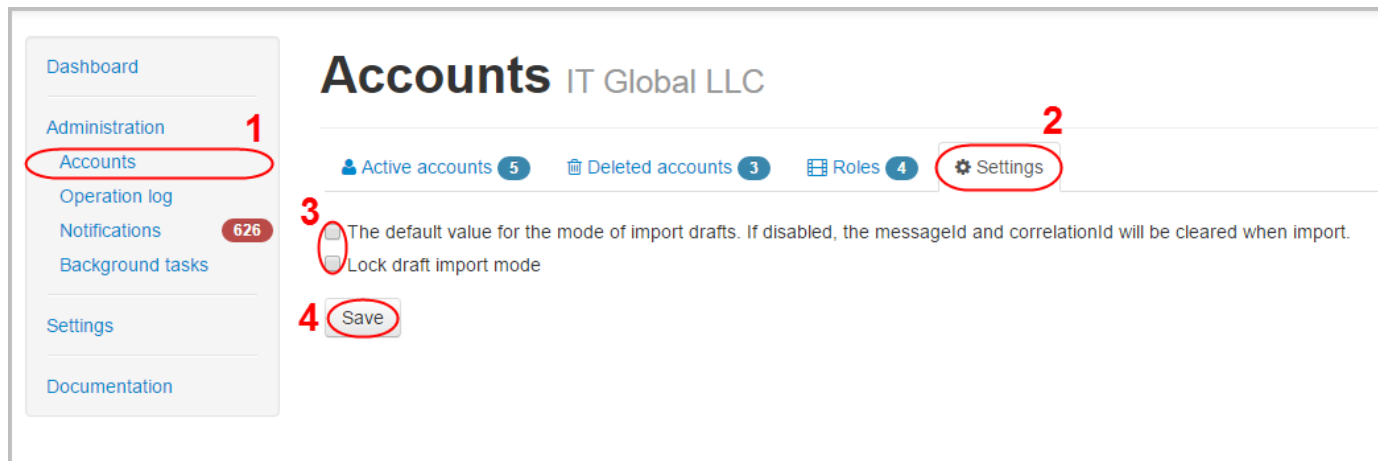 Dashboard
Administration
1
Accounts
Operation log
Notifications 626
Background tasks
Settings
Documentation
Accounts IT Global LLC
2
Active accounts 5 Deleted accounts 3 Roles 4 Settings
3
The default value for the mode of import drafts. If disabled, the messageId and correlationId will be cleared when import.
Lock draft import mode
4 Save